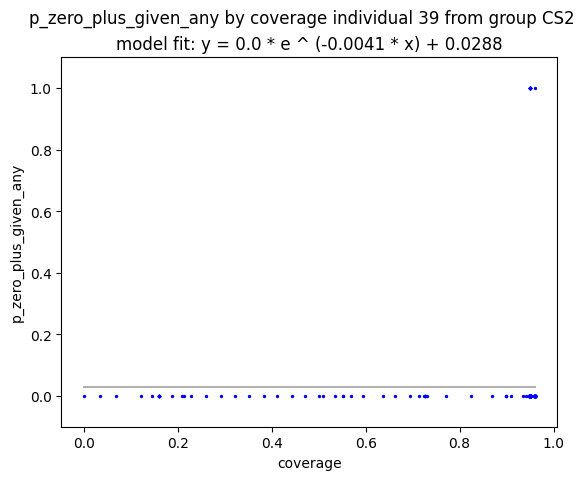 p_zero_plus_given_any by coverage individual 39 from group CS2
model fit: y = 0.0 * e ^ (-0.0041 * x) + 0.0288
p_zero_plus_given_any
1.0
0.8
0.6
0.4
0.2
0.0
0.0 0.2 0.4 0.6 0.8 1.0
coverage